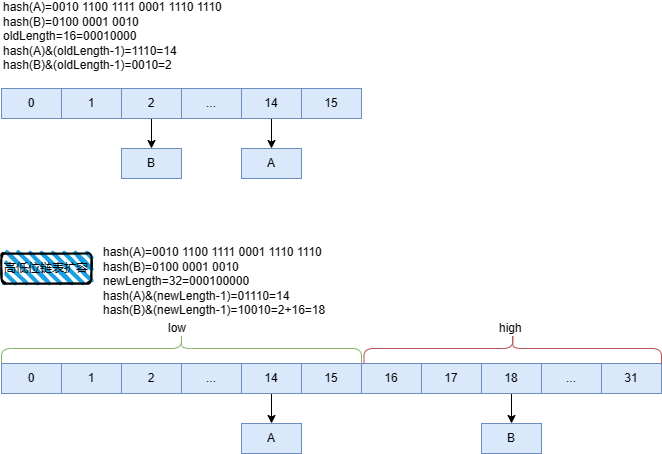 hash(A)=0010 1100 1111 0001 1110 1110
hash(B)=0100 0001 0010
oldLength=16=00010000
hash(A)&(oldLength-1)=1110=14
hash(B)&(oldLength-1)=0010=2
0 1 2 ... 14 15
B A
高低位链表扩容
hash(A)=0010 1100 1111 0001 1110 1110
hash(B)=0100 0001 0010
newLength=32=000100000
hash(A)&(newLength-1)=01110=14
hash(B)&(newLength-1)=10010=2+16=18
low high
0 1 2 ... 14 15 16 17 18 ... 31
A B